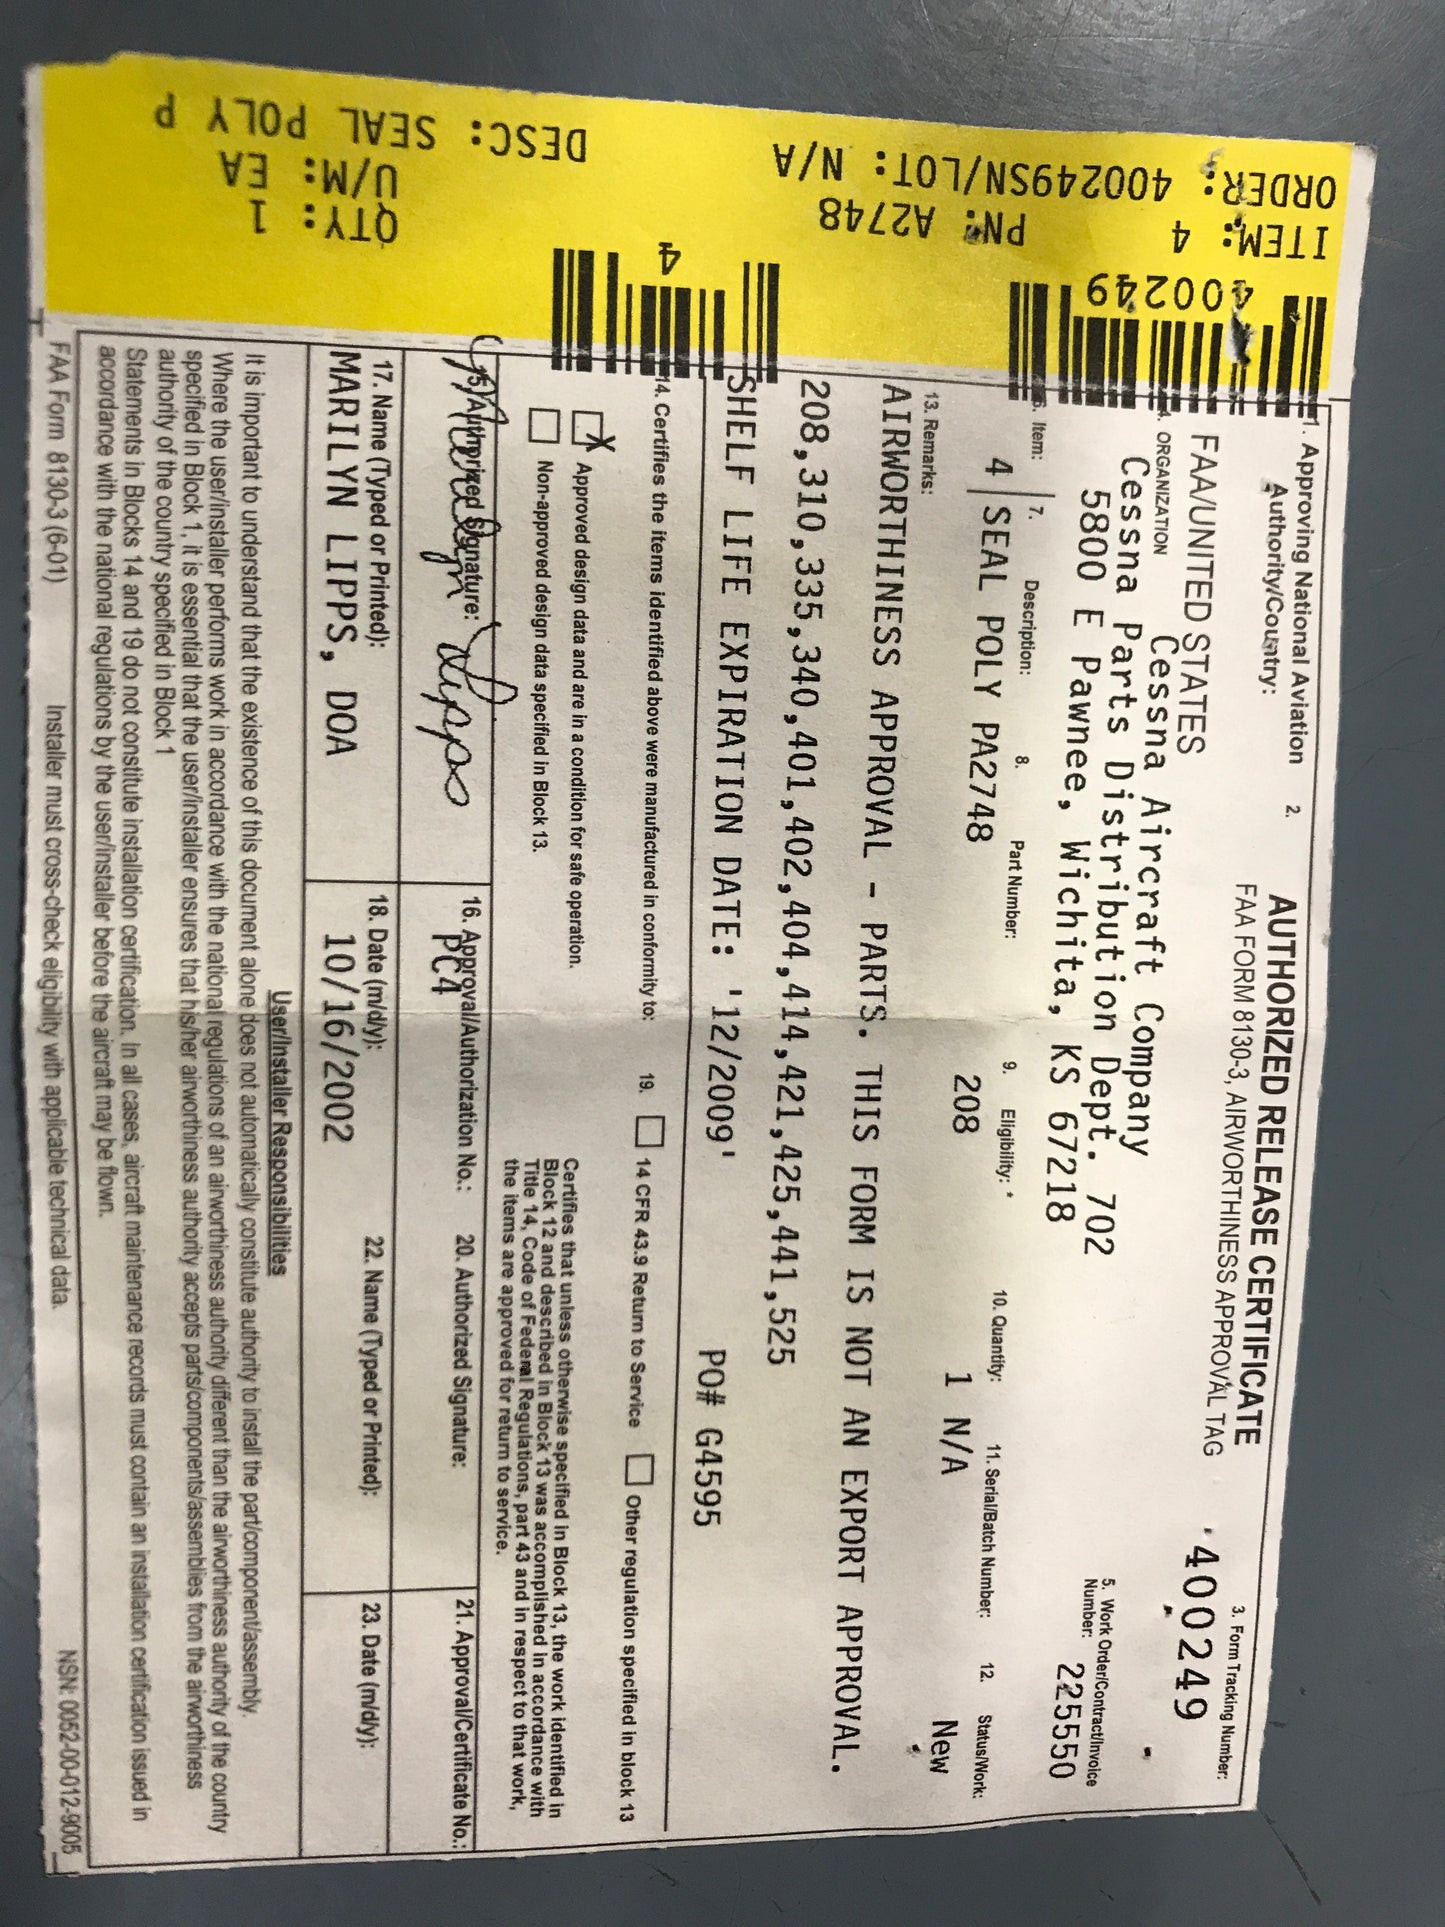 ORDER: 400249SN/LOT: N/A
DESC: SEAL POLY P
ITEM: 4 PN: A2748
U/M: EA
QTY: 1
400249
4
1. Approving National Aviation Authority/Country:
FAA/UNITED STATES
2.
AUTHORIZED RELEASE CERTIFICATE
FAA FORM 8130-3, AIRWORTHINESS APPROVAL TAG
3. Form Tracking Number:
400249
4. ORGANIZATION
Cessna Aircraft Company
Cessna Parts Distribution Dept. 702
5800 E Pawnee, Wichita, KS 67218
5. Work Order/Contract/Invoice Number:
225550
6. Item: 7. Description: 8. Part Number: 9. Eligibility: * 10. Quantity: 11. Serial/Batch Number: 12. Status/Work:
4 SEAL POLY PA2748 208 1 N/A New
13. Remarks:
AIRWORTHINESS APPROVAL - PARTS. THIS FORM IS NOT AN EXPORT APPROVAL.
208,310,335,340,401,402,404,414,421,425,441,525
SHELF LIFE EXPIRATION DATE: '12/2009' PO# G4595
14. Certifies the items identified above were manufactured in conformity to:
X Approved design data and are in a condition for safe operation.
Non-approved design data specified in Block 13.
19. 14 CFR 43.9 Return to Service Other regulation specified in block 13
Certifies that unless otherwise specified in Block 13, the work identified in
Block 12 and described in Block 13 was accomplished in accordance with
Title 14, Code of Federal Regulations, part 43 and in respect to that work,
the items are approved for return to service.
15. Authorized Signature:
Marilyn Lipps
16. Approval/Authorization No.:
PC4
20. Authorized Signature:
21. Approval/Certificate No.:
17. Name (Typed or Printed):
MARILYN LIPPS, DOA
18. Date (m/d/y):
10/16/2002
22. Name (Typed or Printed):
23. Date (m/d/y):
User/Installer Responsibilities
It is important to understand that the existence of this document alone does not automatically constitute authority to install the part/component/assembly.
Where the user/installer performs work in accordance with the national regulations of an airworthiness authority different than the airworthiness authority of the country
specified in Block 1, it is essential that the user/installer ensures that his/her airworthiness authority accepts parts/components/assemblies from the airworthiness
authority of the country specified in Block 1
Statements in Blocks 14 and 19 do not constitute installation certification. In all cases, aircraft maintenance records must contain an installation certification issued in
accordance with the national regulations by the user/installer before the aircraft may be flown.
FAA Form 8130-3 (6-01) Installer must cross-check eligibility with applicable technical data. NSN: 0052-00-012-9005